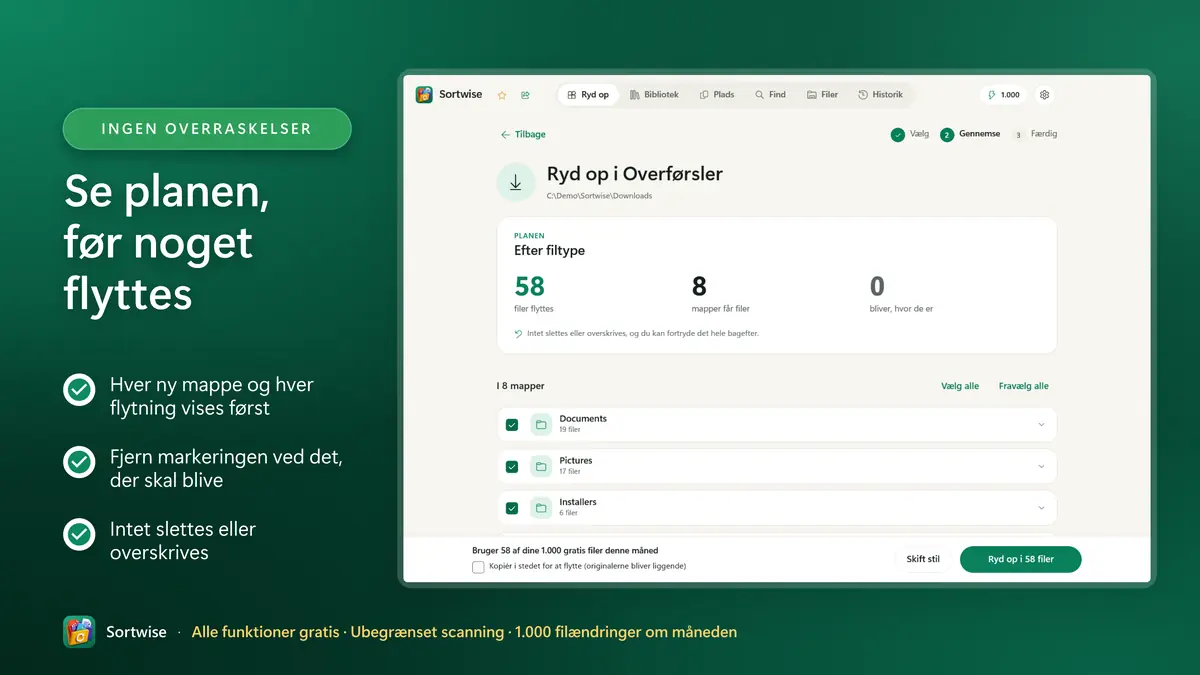 INGEN OVERRASKELSER
Se planen,
før noget
flyttes
Hver ny mappe og hver
flytning vises først
Fjern markeringen ved det,
der skal blive
Intet slettes eller
overskrives
Sortwise
Ryd op
Bibliotek
Plads
Find
Filer
Historik
1.000
Tilbage
Vælg
2 Gennemse
3 Færdig
Ryd op i Overførsler
C:\Demo\Sortwise\Downloads
PLANEN
Efter filtype
58
filer flyttes
8
mapper får filer
0
bliver, hvor de er
Intet slettes eller overskrives, og du kan fortryde det hele bagefter.
I 8 mapper
Vælg alle
Fravælg alle
Documents
19 filer
Pictures
17 filer
Installers
6 filer
Bruger 58 af dine 1.000 gratis filer denne måned
Kopiér i stedet for at flytte (originalerne bliver liggende)
Skift stil
Ryd op i 58 filer
Sortwise · Alle funktioner gratis · Ubegrænset scanning · 1.000 filændringer om måneden